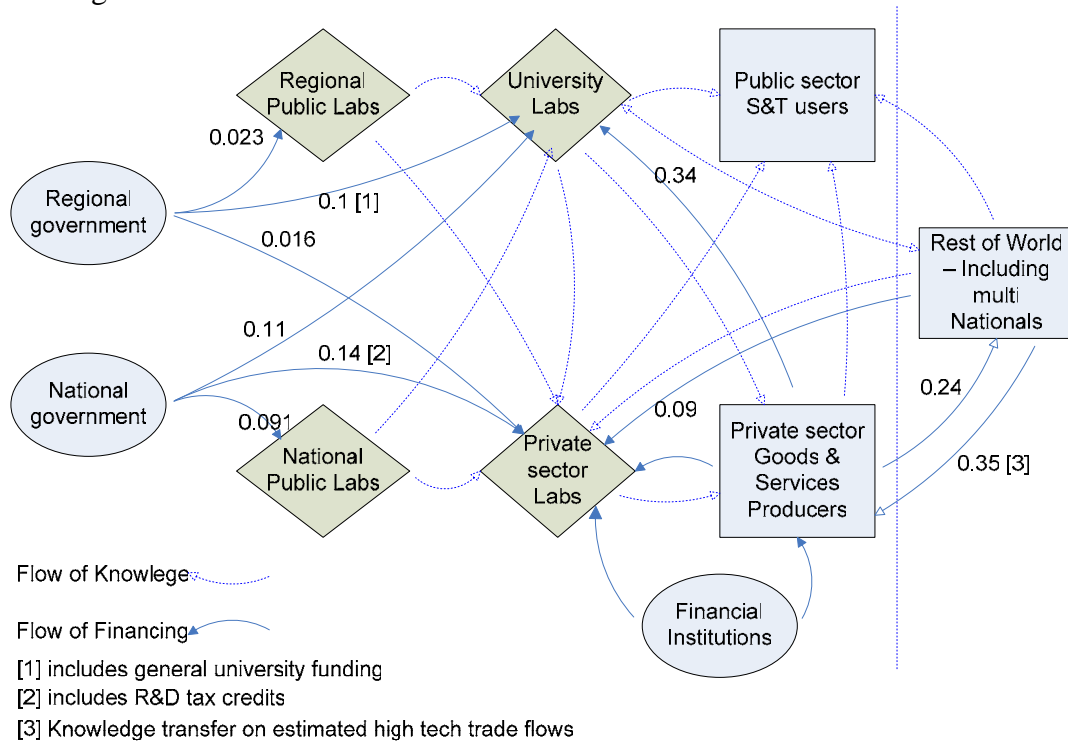 Regional
Public Labs
University
Labs
Public sector
S&T users
0.023
Regional
government
0.1 [1]
0.34
0.016
Rest of World
– Including
multi
Nationals
0.11
0.14 [2]
National
government
0.091
0.09
0.24
National
Public Labs
Private
sector
Labs
Private sector
Goods &
Services
Producers
0.35 [3]
Flow of Knowlege
Financial
Institutions
Flow of Financing
[1] includes general university funding
[2] includes R&D tax credits
[3] Knowledge transfer on estimated high tech trade flows